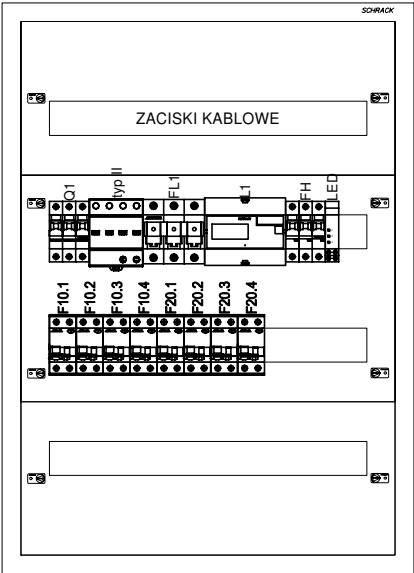 SCHRACK
ZACISKI KABLOWE
Q1
typ II
FL1
L1
FH
LED
F10.1
F10.2
F10.3
F10.4
F20.1
F20.2
F20.3
F20.4